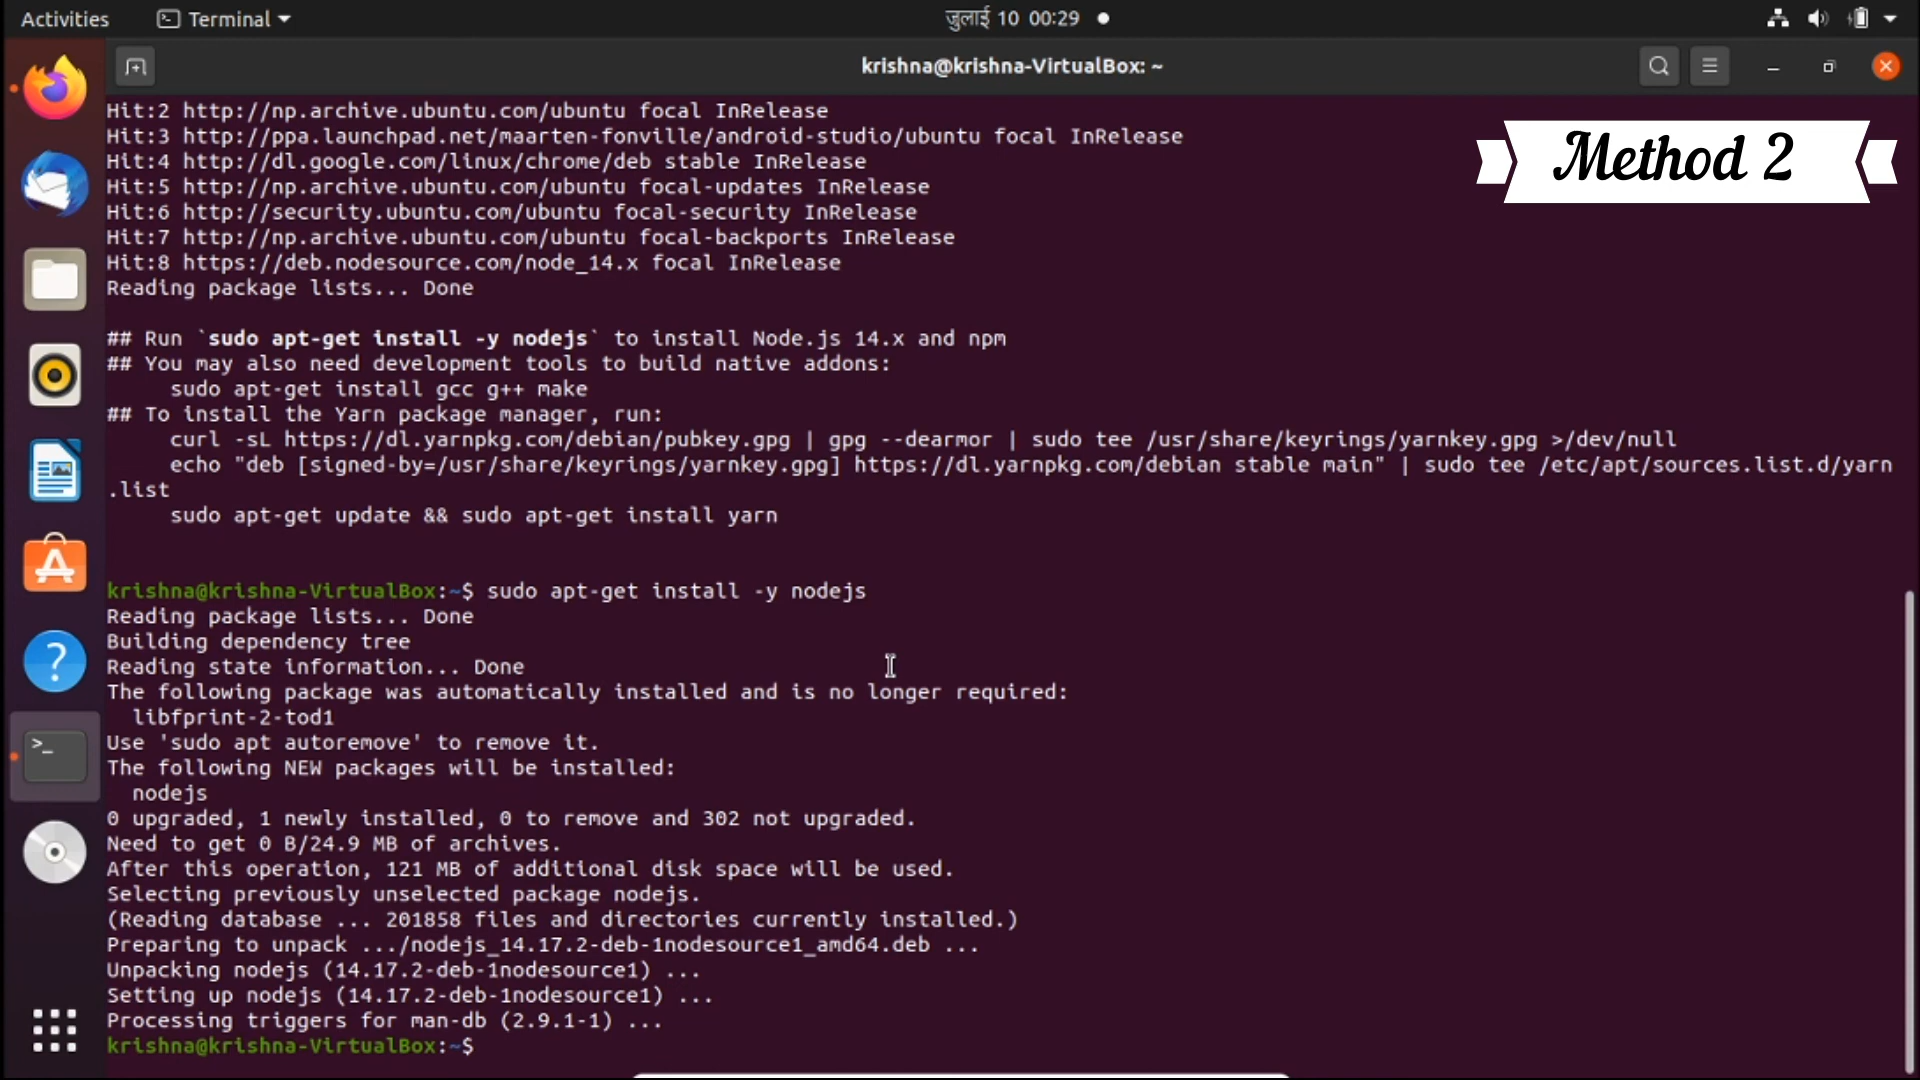 Activities
Terminal
जुलाई 10 00:29
krishna@krishna-VirtualBox: ~
Method 2
Hit:2 http://np.archive.ubuntu.com/ubuntu focal InRelease
Hit:3 http://ppa.launchpad.net/maarten-fonville/android-studio/ubuntu focal InRelease
Hit:4 http://dl.google.com/linux/chrome/deb stable InRelease
Hit:5 http://np.archive.ubuntu.com/ubuntu focal-updates InRelease
Hit:6 http://security.ubuntu.com/ubuntu focal-security InRelease
Hit:7 http://np.archive.ubuntu.com/ubuntu focal-backports InRelease
Hit:8 https://deb.nodesource.com/node_14.x focal InRelease
Reading package lists... Done
## Run `sudo apt-get install -y nodejs` to install Node.js 14.x and npm
## You may also need development tools to build native addons:
     sudo apt-get install gcc g++ make
## To install the Yarn package manager, run:
     curl -sL https://dl.yarnpkg.com/debian/pubkey.gpg | gpg --dearmor | sudo tee /usr/share/keyrings/yarnkey.gpg >/dev/null
     echo "deb [signed-by=/usr/share/keyrings/yarnkey.gpg] https://dl.yarnpkg.com/debian stable main" | sudo tee /etc/apt/sources.list.d/yarn
.list
     sudo apt-get update && sudo apt-get install yarn
krishna@krishna-VirtualBox:~$ sudo apt-get install -y nodejs
Reading package lists... Done
Building dependency tree
Reading state information... Done
The following package was automatically installed and is no longer required:
  libfprint-2-tod1
Use 'sudo apt autoremove' to remove it.
The following NEW packages will be installed:
  nodejs
0 upgraded, 1 newly installed, 0 to remove and 302 not upgraded.
Need to get 0 B/24.9 MB of archives.
After this operation, 121 MB of additional disk space will be used.
Selecting previously unselected package nodejs.
(Reading database ... 201858 files and directories currently installed.)
Preparing to unpack .../nodejs_14.17.2-deb-1nodesource1_amd64.deb ...
Unpacking nodejs (14.17.2-deb-1nodesource1) ...
Setting up nodejs (14.17.2-deb-1nodesource1) ...
Processing triggers for man-db (2.9.1-1) ...
krishna@krishna-VirtualBox:~$